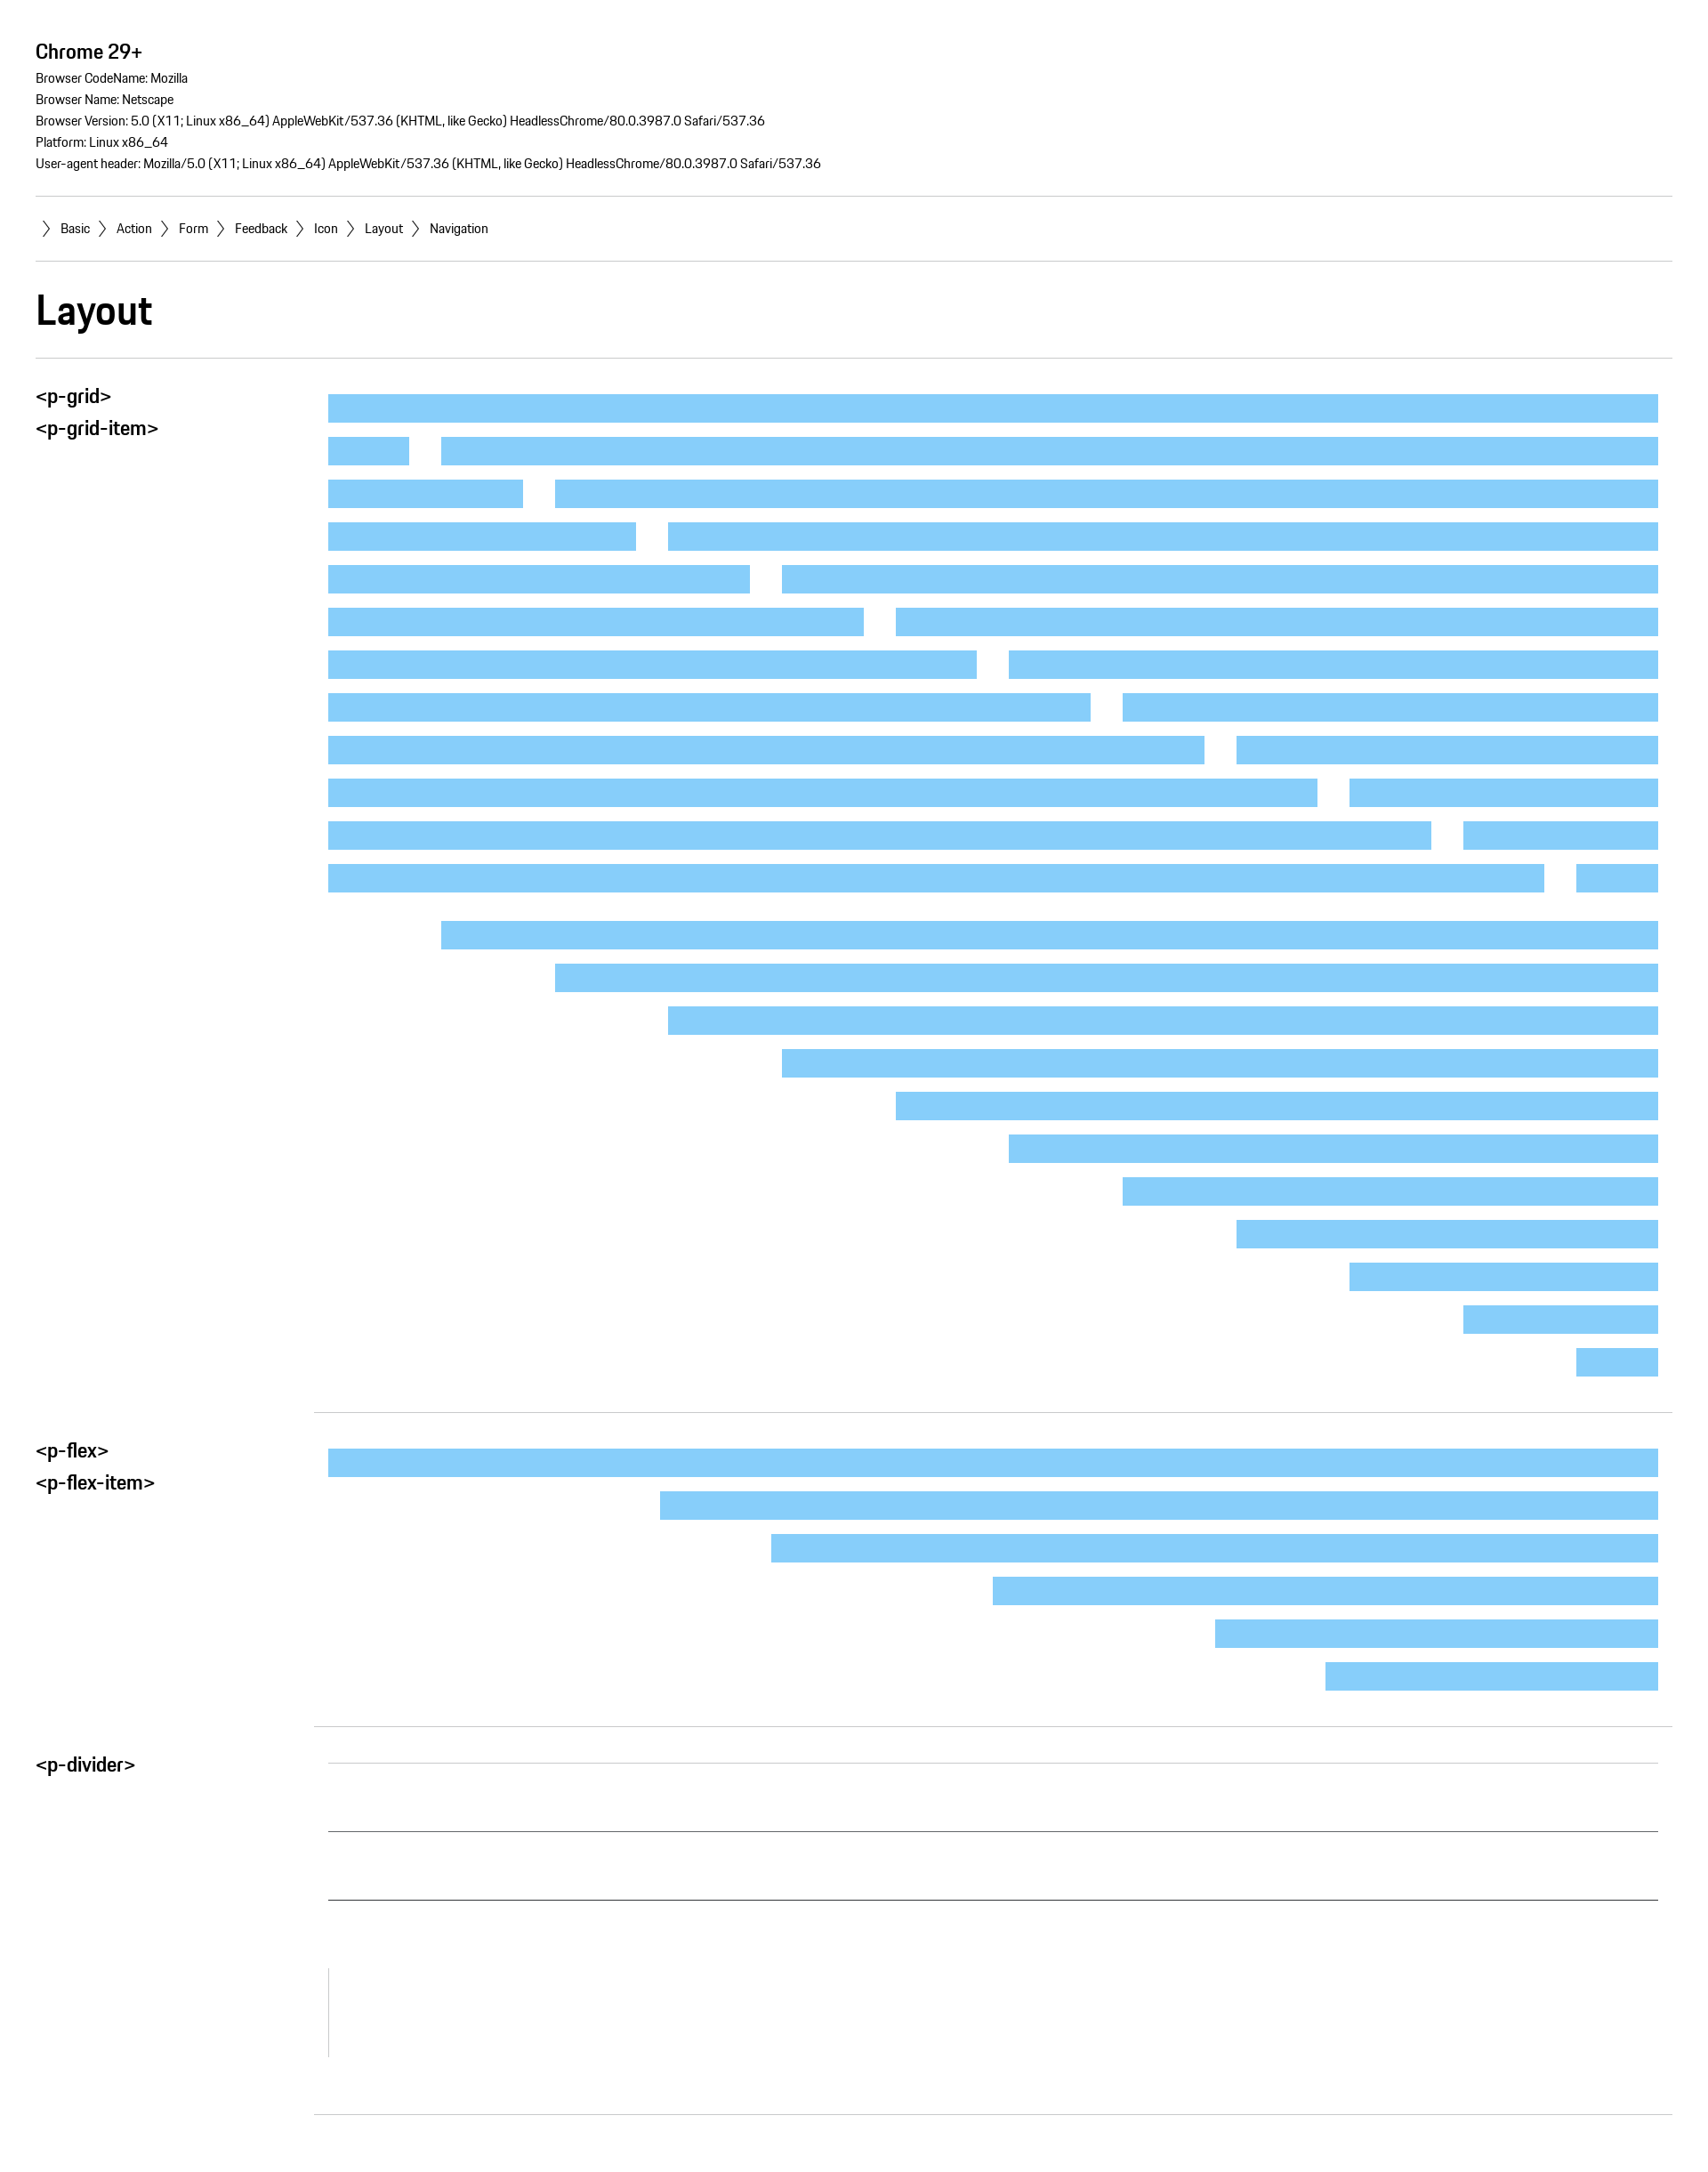 Chrome 29+
Browser CodeName: Mozilla
Browser Name: Netscape
Browser Version: 5.0 (X11; Linux x86_64) AppleWebKit/537.36 (KHTML, like Gecko) HeadlessChrome/80.0.3987.0 Safari/537.36
Platform: Linux x86_64
User-agent header: Mozilla/5.0 (X11; Linux x86_64) AppleWebKit/537.36 (KHTML, like Gecko) HeadlessChrome/80.0.3987.0 Safari/537.36
Basic Action Form Feedback Icon Layout Navigation
Layout
<p-grid>
<p-grid-item>
<p-flex>
<p-flex-item>
<p-divider>